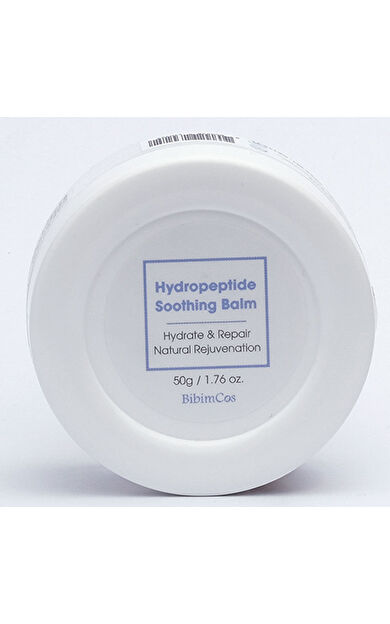 Hydropeptide
Soothing Balm
Hydrate & Repair
Natural Rejuvenation
50g / 1.76 oz.
BibimCos